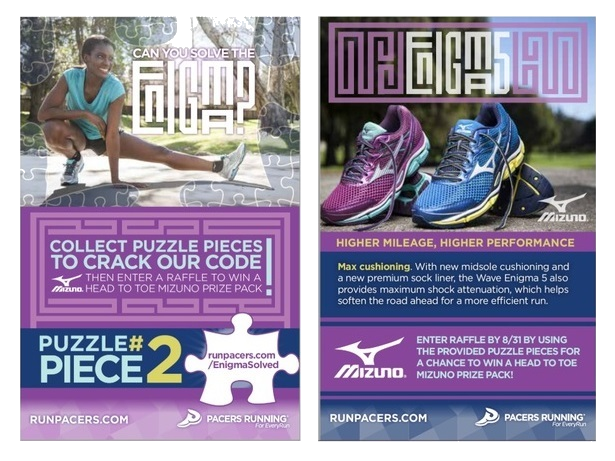 CAN YOU SOLVE THE
ENIGMA?
COLLECT PUZZLE PIECES
TO CRACK OUR CODE!
MIZUNO. THEN ENTER A RAFFLE TO WIN A
HEAD TO TOE MIZUNO PRIZE PACK
PUZZLE#
PIECE 2
runpacers.com
/EnigmaSolved
RUNPACERS.COM
PACERS RUNNING
For EveryRun
ENIGMA5
MIZUNO.
HIGHER MILEAGE, HIGHER PERFORMANCE
Max cushioning. With new midsole cushioning and
a new premium sock liner, the Wave Enigma 5 also
provides maximum shock attenuation, which helps
soften the road ahead for a more efficient run.
MIZUNO.
ENTER RAFFLE BY 8/31 BY USING
THE PROVIDED PUZZLE PIECES FOR
A CHANCE TO WIN A HEAD TO TOE
MIZUNO PRIZE PACK!
RUNPACERS.COM
PACERS RUNNING
For EveryRun